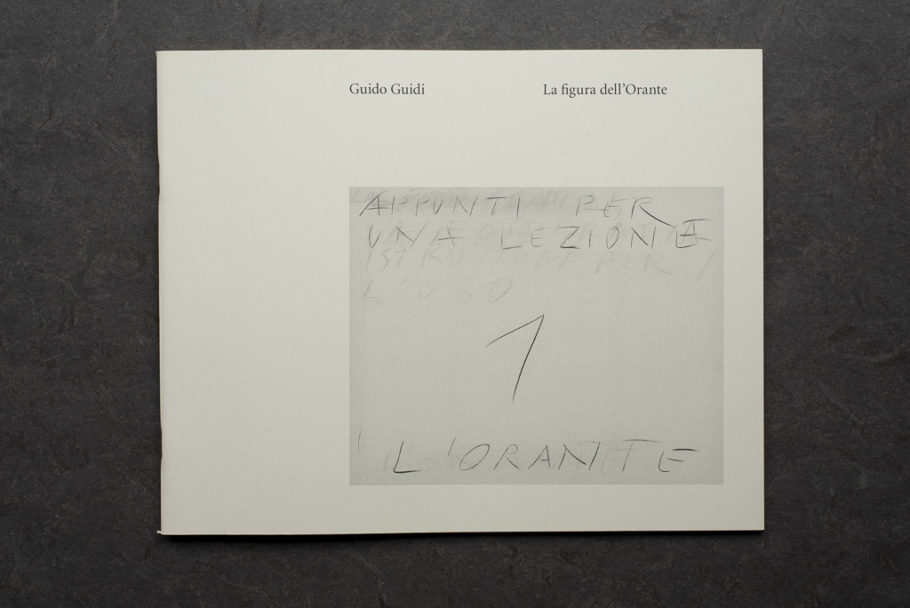 Guido Guidi
La figura dell’Orante
APPUNTI PER
UNA LEZIONE
ISTRUZIONI PER
L'USO
1
L'ORANTE